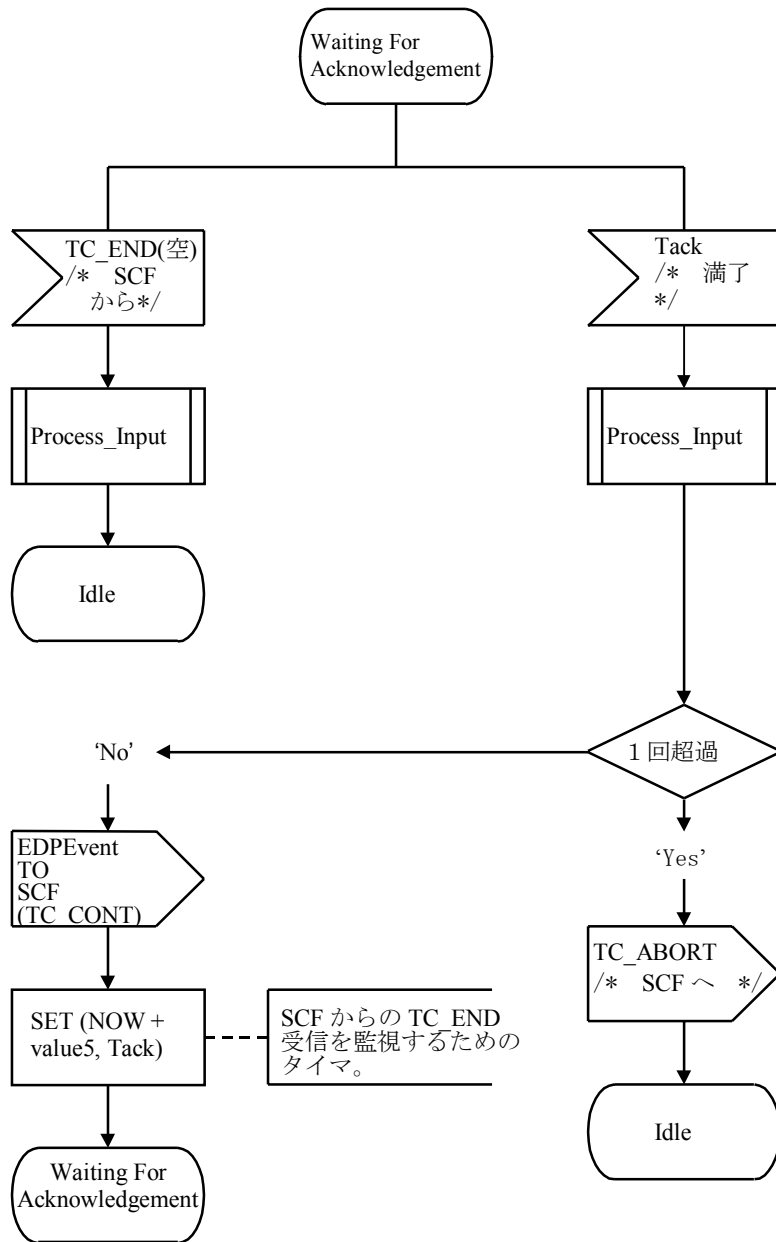 Waiting For
Acknowledgement
TC_END(空)
/*　SCF
から*/
Tack
/*　満了
*/
Process_Input
Process_Input
Idle
1 回超過
‘No’
‘Yes’
EDPEvent
TO
SCF
(TC_CONT)
TC_ABORT
/*　SCF へ　*/
SET (NOW +
value5, Tack)
SCF からの TC_END
受信を監視するための
タイマ。
Idle
Waiting For
Acknowledgement